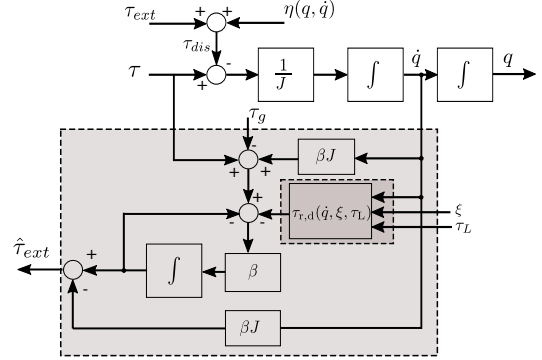 τ_ext + + η(q, q̇)
τ_dis
τ + - 1/J ∫ q̇ ∫ q
τ_g
-
+ + βJ
+
- - τ_r,d(q̇, ξ, τ_L) ξ
τ_L
τ̂_ext + ∫ β
-
βJ